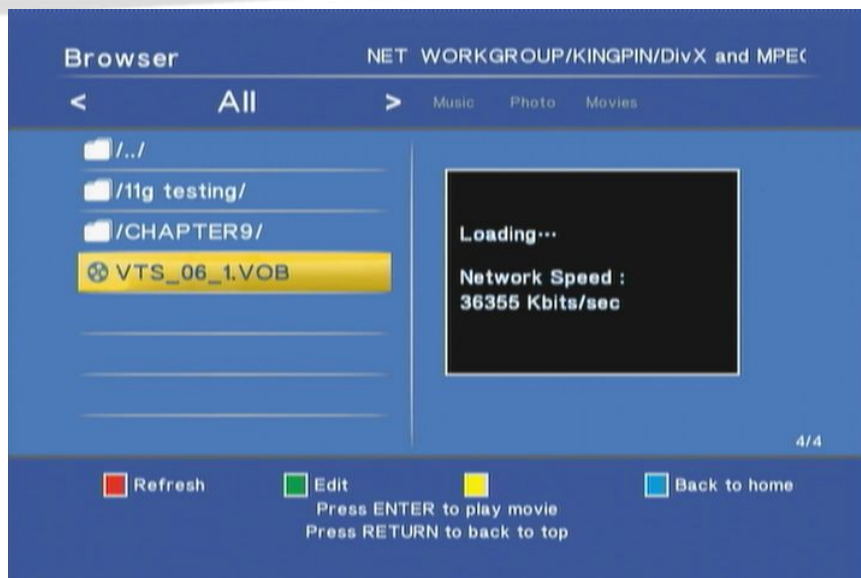 Browser NET WORKGROUP/KINGPIN/DivX and MPE(
< All > Music Photo Movies
/../
/11g testing/
/CHAPTER9/
VTS_06_1.VOB
Loading...
Network Speed :
36355 Kbits/sec
4/4
Refresh Edit Back to home
Press ENTER to play movie
Press RETURN to back to top